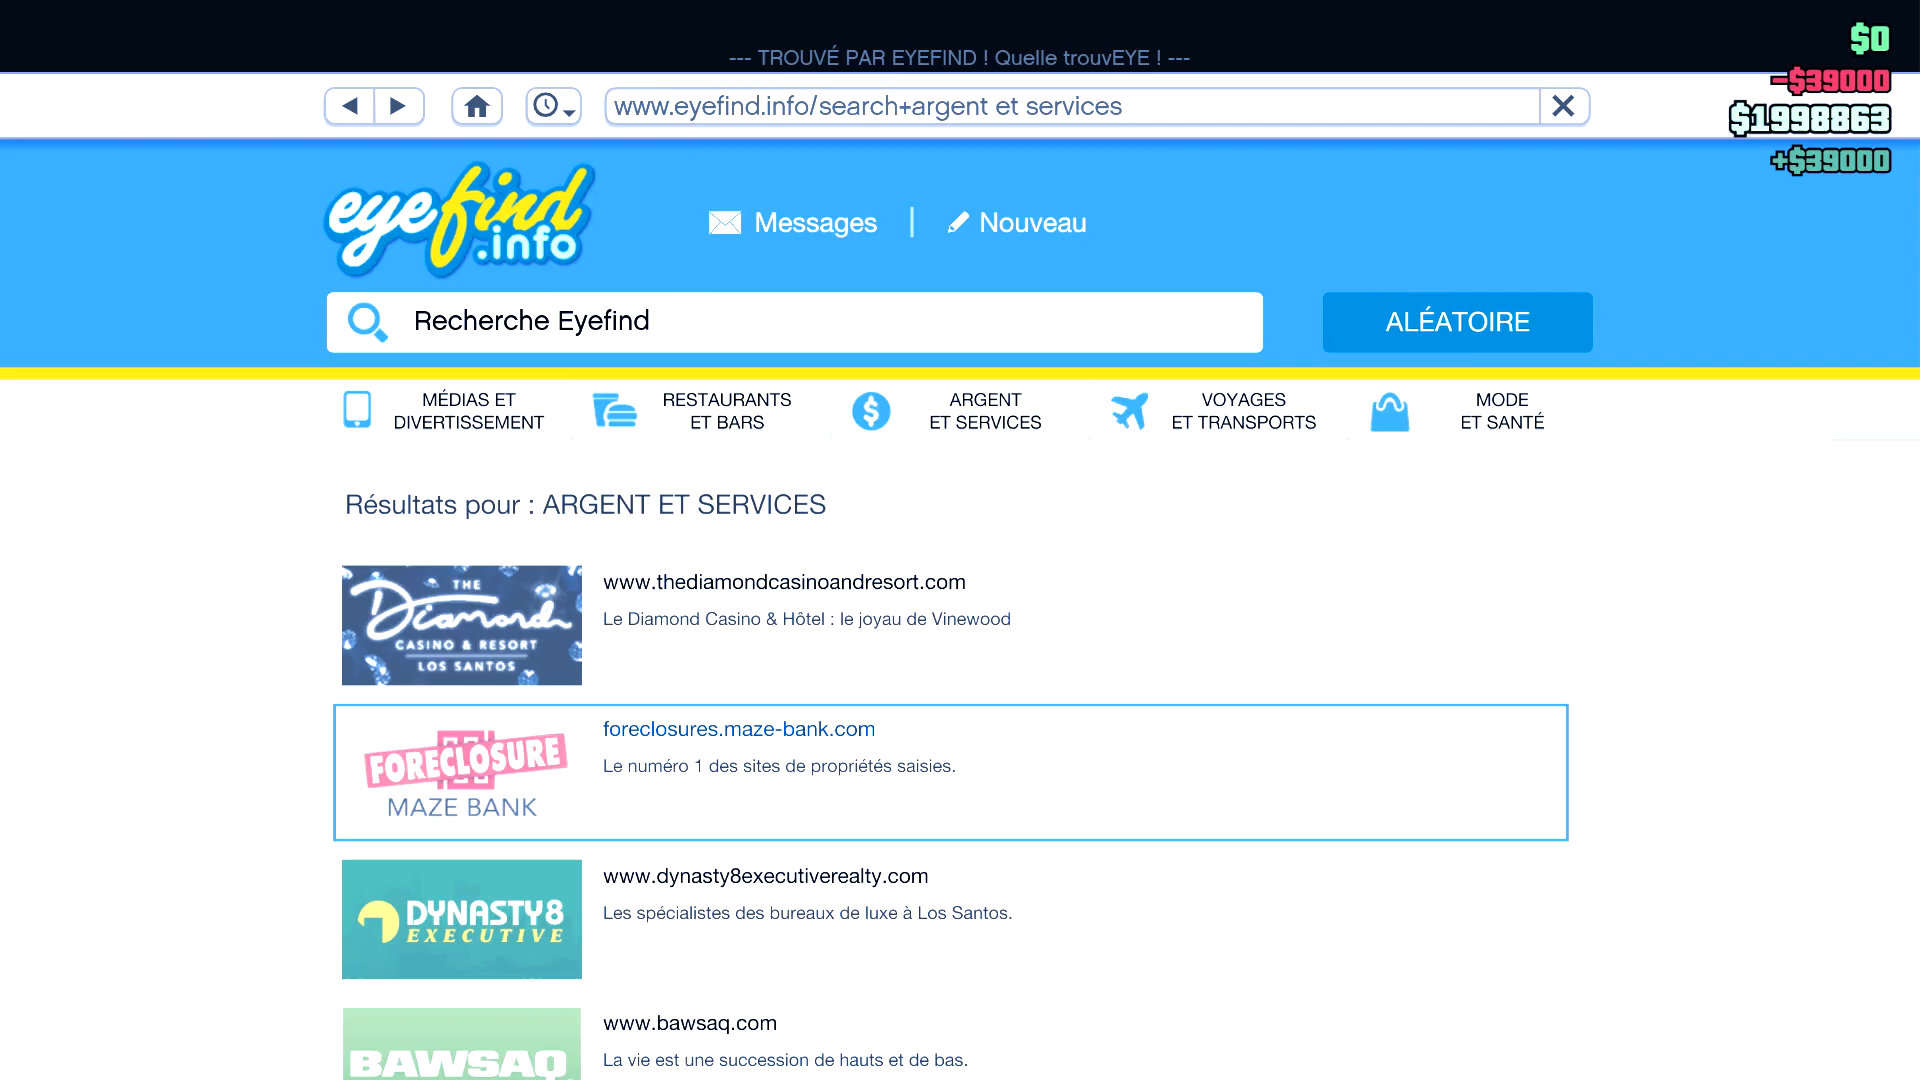 --- TROUVÉ PAR EYEFIND ! Quelle trouvEYE ! ---
$0
-$39000
$1998863
+$39000
www.eyefind.info/search+argent et services
eyefind
.info
Messages
Nouveau
Recherche Eyefind
ALÉATOIRE
MÉDIAS ET
DIVERTISSEMENT
RESTAURANTS
ET BARS
ARGENT
ET SERVICES
VOYAGES
ET TRANSPORTS
MODE
ET SANTÉ
Résultats pour : ARGENT ET SERVICES
THE
Diamond
CASINO & RESORT
LOS SANTOS
www.thediamondcasinoandresort.com
Le Diamond Casino & Hôtel : le joyau de Vinewood
FORECLOSURE
MAZE BANK
foreclosures.maze-bank.com
Le numéro 1 des sites de propriétés saisies.
DYNASTY8
EXECUTIVE
www.dynasty8executiverealty.com
Les spécialistes des bureaux de luxe à Los Santos.
BAWSAQ
www.bawsaq.com
La vie est une succession de hauts et de bas.